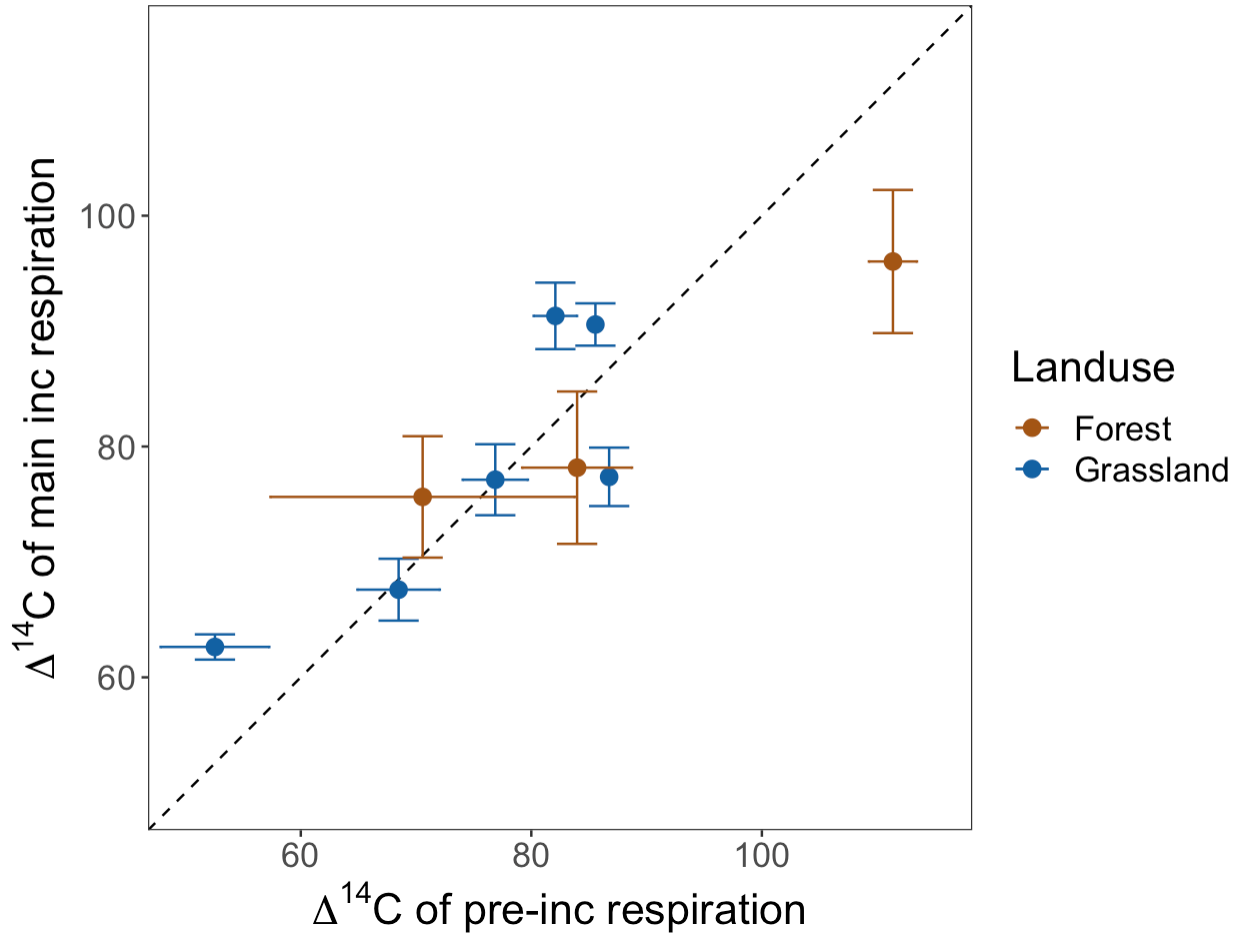 Δ¹⁴C of main inc respiration
100
80
60
60 80 100
Δ¹⁴C of pre-inc respiration
Landuse
Forest
Grassland